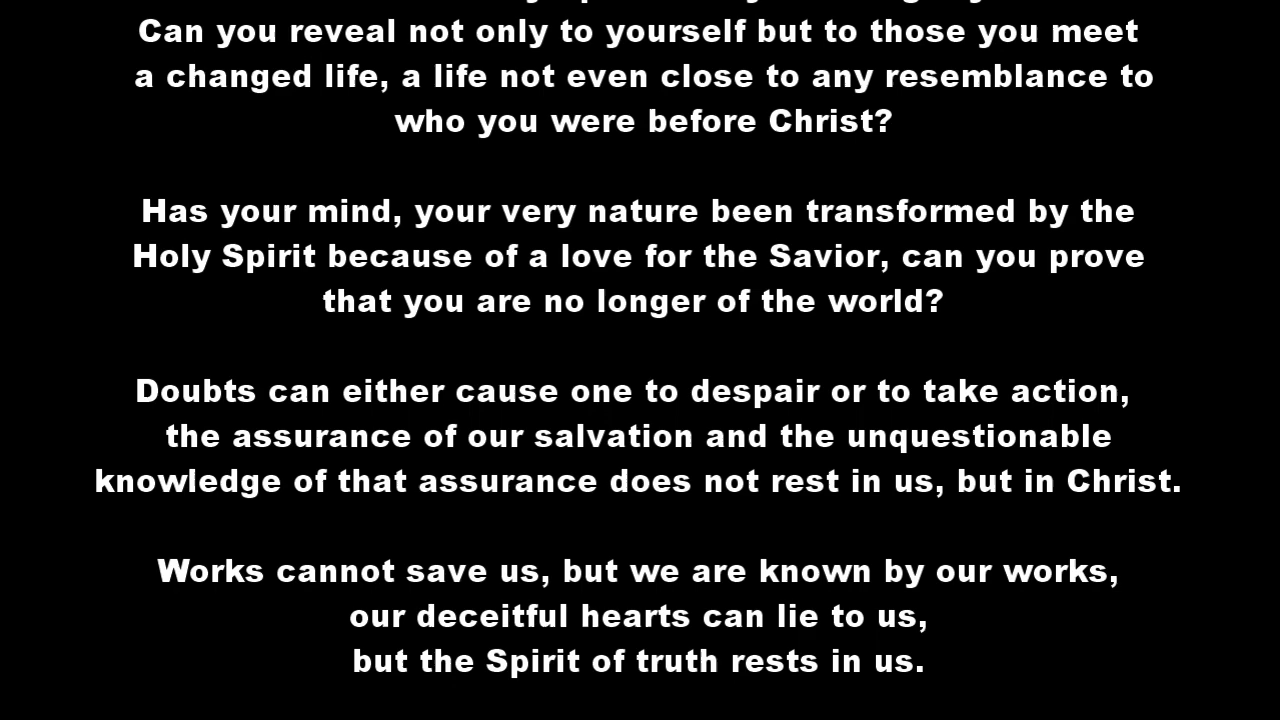 Can you reveal not only to yourself but to those you meet
a changed life, a life not even close to any resemblance to
who you were before Christ?
Has your mind, your very nature been transformed by the
Holy Spirit because of a love for the Savior, can you prove
that you are no longer of the world?
Doubts can either cause one to despair or to take action,
the assurance of our salvation and the unquestionable
knowledge of that assurance does not rest in us, but in Christ.
Works cannot save us, but we are known by our works,
our deceitful hearts can lie to us,
but the Spirit of truth rests in us.